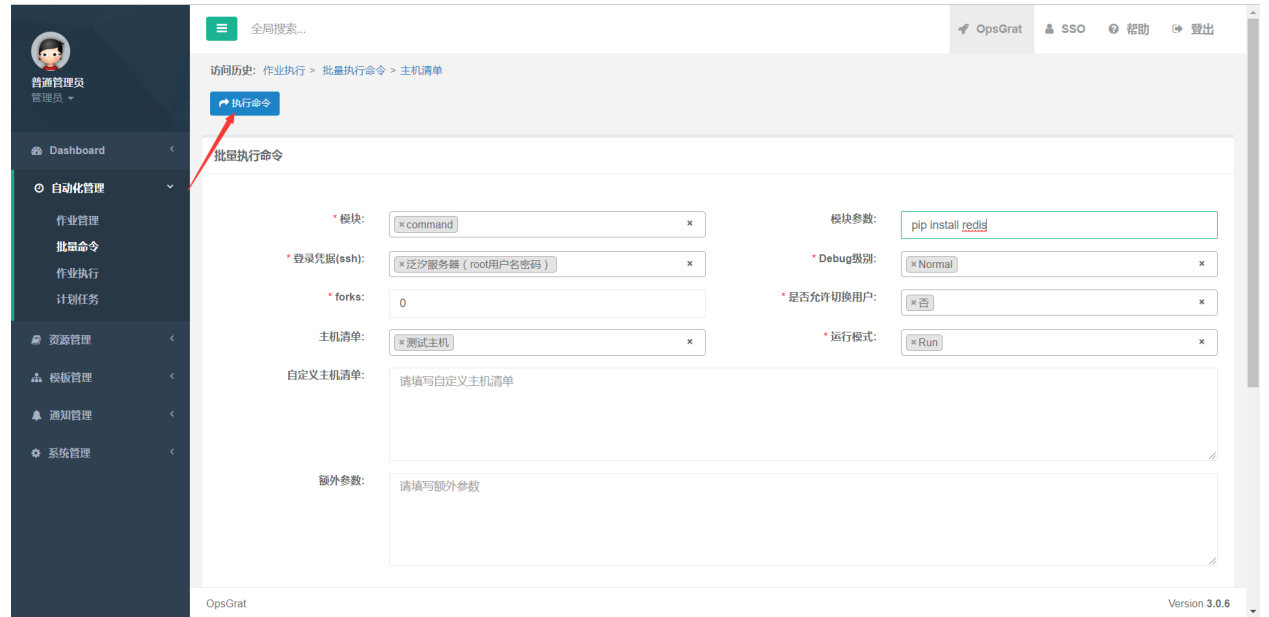 全局搜索...
OpsGrat
SSO
帮助
登出
普通管理员
管理员
访问历史: 作业执行 > 批量执行命令 > 主机清单
执行命令
Dashboard
自动化管理
作业管理
批量命令
作业执行
计划任务
资源管理
模板管理
通知管理
系统管理
批量执行命令
* 模块: ×command ×
模块参数: pip install redis
* 登录凭据(ssh): ×泛汐服务器（root用户名密码） ×
* Debug级别: ×Normal ×
* forks: 0
* 是否允许切换用户: ×否 ×
主机清单: ×测试主机 ×
* 运行模式: ×Run ×
自定义主机清单: 请填写自定义主机清单
额外参数: 请填写额外参数
OpsGrat
Version 3.0.6